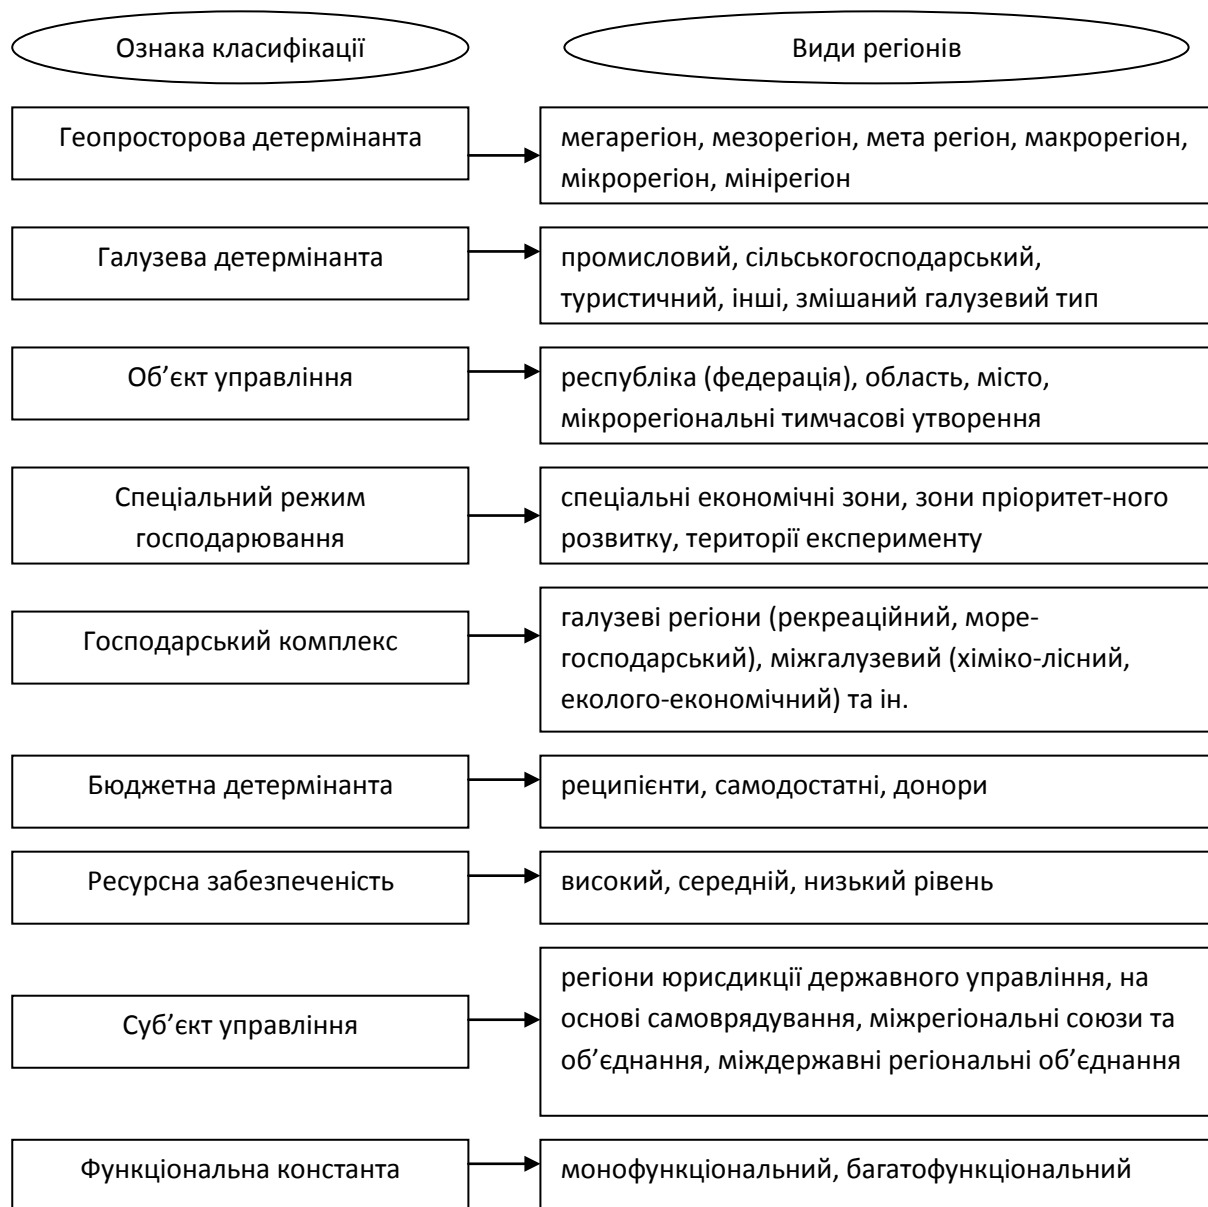 Ознака класифікації
Види регіонів
Геопросторова детермінанта
мегарегіон, мезорегіон, мета регіон, макрорегіон,
мікрорегіон, мінірегіон
Галузева детермінанта
промисловий, сільськогосподарський,
туристичний, інші, змішаний галузевий тип
Об’єкт управління
республіка (федерація), область, місто,
мікрорегіональні тимчасові утворення
Спеціальний режим
господарювання
спеціальні економічні зони, зони пріоритет-ного
розвитку, території експерименту
Господарський комплекс
галузеві регіони (рекреаційний, море-
господарський), міжгалузевий (хіміко-лісний,
еколого-економічний) та ін.
Бюджетна детермінанта
реципієнти, самодостатні, донори
Ресурсна забезпеченість
високий, середній, низький рівень
Суб’єкт управління
регіони юрисдикції державного управління, на
основі самоврядування, міжрегіональні союзи та
об’єднання, міждержавні регіональні об’єднання
Функціональна константа
монофункціональний, багатофункціональний